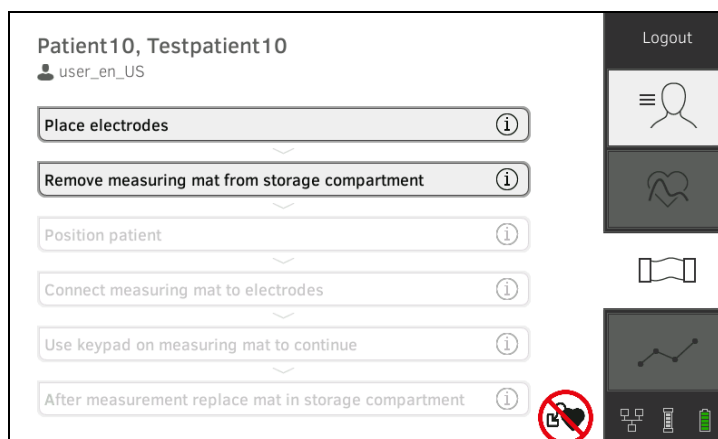 Patient10, Testpatient10
user_en_US
Logout
Place electrodes
Remove measuring mat from storage compartment
Position patient
Connect measuring mat to electrodes
Use keypad on measuring mat to continue
After measurement replace mat in storage compartment